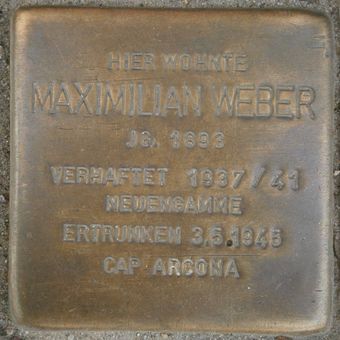 HIER WOHNTE
MAXIMILIAN WEBER
JG. 1893
VERHAFTET 1937/41
NEUENGAMME
ERTRUNKEN 3.5.1945
CAP ARCONA